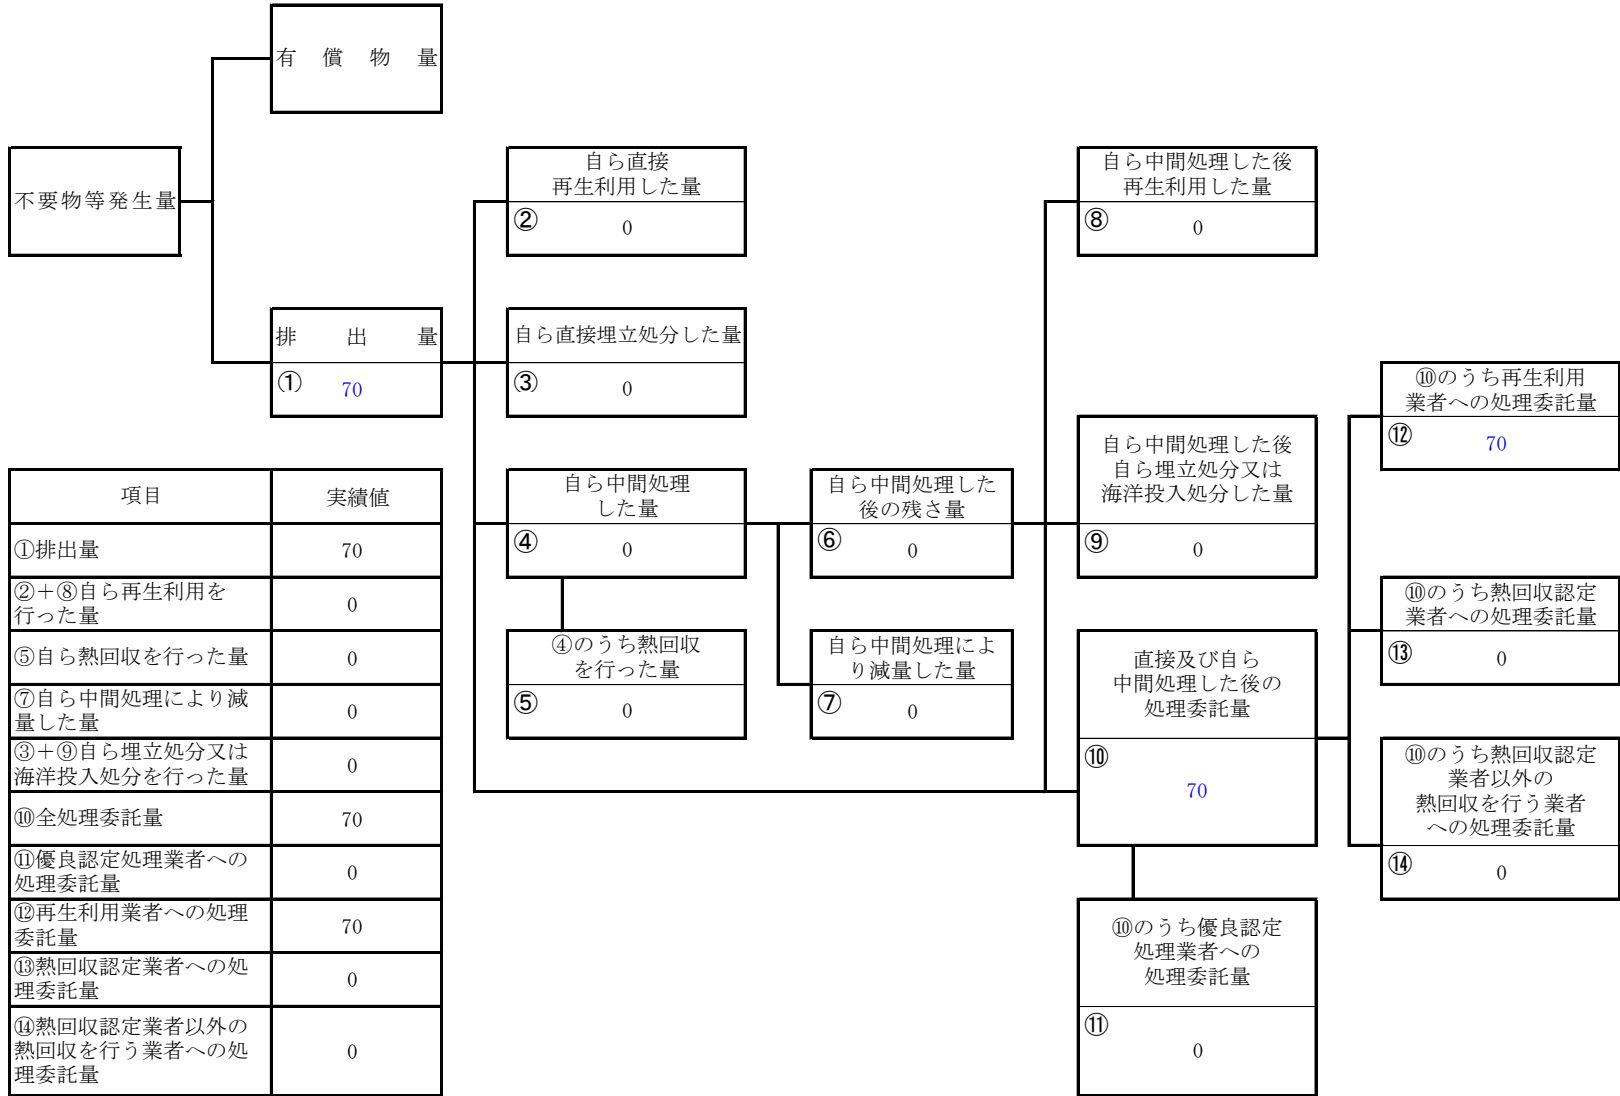 有償物量
不要物等発生量
排出量
① 70
自ら直接
再生利用した量
② 0
自ら直接埋立処分した量
③ 0
自ら中間処理
した量
④ 0
④のうち熱回収
を行った量
⑤ 0
自ら中間処理した
後の残さ量
⑥ 0
自ら中間処理によ
り減量した量
⑦ 0
自ら中間処理した後
再生利用した量
⑧ 0
自ら中間処理した後
自ら埋立処分又は
海洋投入処分した量
⑨ 0
直接及び自ら
中間処理した後の
処理委託量
⑩ 70
⑩のうち優良認定
処理業者への
処理委託量
⑪ 0
⑩のうち再生利用
業者への処理委託量
⑫ 70
⑩のうち熱回収認定
業者への処理委託量
⑬ 0
⑩のうち熱回収認定
業者以外の
熱回収を行う業者
への処理委託量
⑭ 0
項目 実績値
①排出量 70
②＋⑧自ら再生利用を
行った量 0
⑤自ら熱回収を行った量 0
⑦自ら中間処理により減
量した量 0
③＋⑨自ら埋立処分又は
海洋投入処分を行った量 0
⑩全処理委託量 70
⑪優良認定処理業者への
処理委託量 0
⑫再生利用業者への処理
委託量 70
⑬熱回収認定業者への処
理委託量 0
⑭熱回収認定業者以外の
熱回収を行う業者への処
理委託量 0